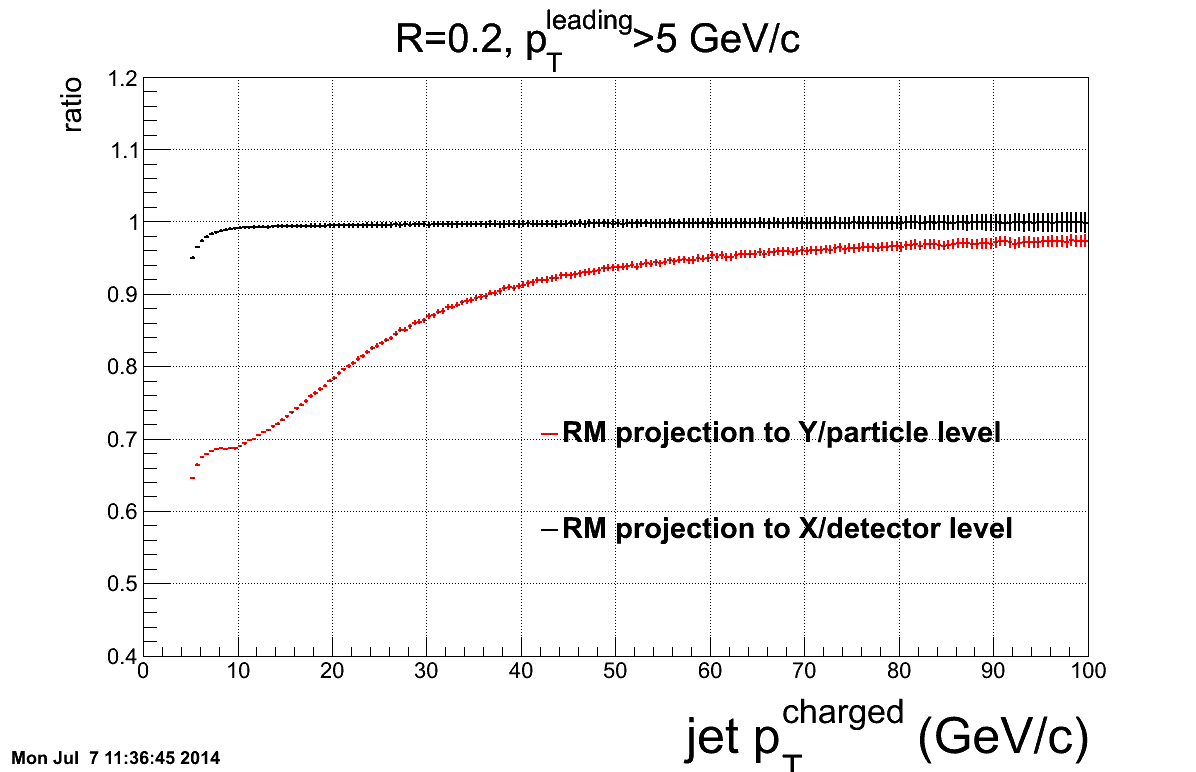 R=0.2, p_T^leading>5 GeV/c
ratio
1.2
1.1
1
0.9
0.8
0.7
0.6
0.5
0.4
0 10 20 30 40 50 60 70 80 90 100
RM projection to Y/particle level
RM projection to X/detector level
jet p_T^charged (GeV/c)
Mon Jul 7 11:36:45 2014